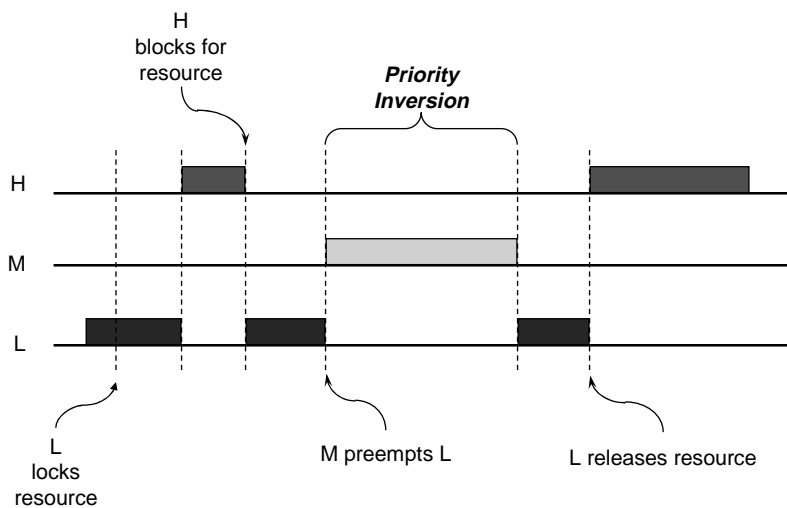 H
blocks for
resource
Priority
Inversion
H
M
L
L
locks
resource
M preempts L
L releases resource